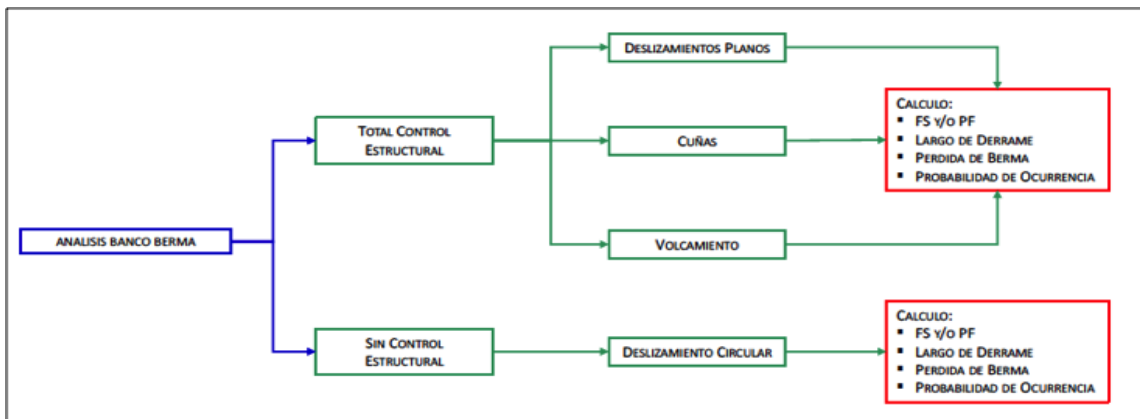 DESLIZAMIENTOS PLANOS
CALCULO:
▪ FS Y/O PF
▪ LARGO DE DERRAME
▪ PERDIDA DE BERMA
▪ PROBABILIDAD DE OCURRENCIA
TOTAL CONTROL
ESTRUCTURAL
CUÑAS
ANALISIS BANCO BERMA
VOLCAMIENTO
SIN CONTROL
ESTRUCTURAL
DESLIZAMIENTO CIRCULAR
CALCULO:
▪ FS Y/O PF
▪ LARGO DE DERRAME
▪ PERDIDA DE BERMA
▪ PROBABILIDAD DE OCURRENCIA